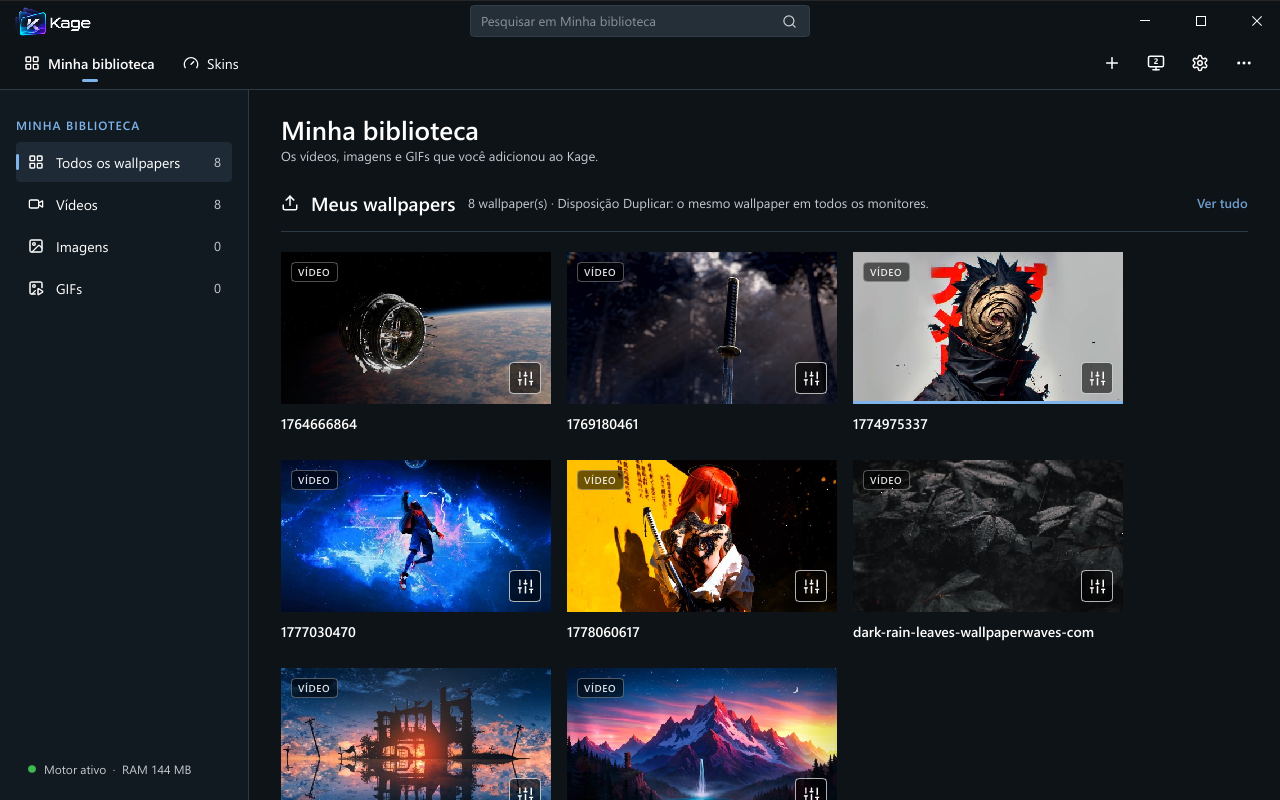 Kage
Pesquisar em Minha biblioteca
Minha biblioteca
Skins
2
MINHA BIBLIOTECA
Todos os wallpapers 8
Vídeos 8
Imagens 0
GIFs 0
Motor ativo · RAM 144 MB
Minha biblioteca
Os vídeos, imagens e GIFs que você adicionou ao Kage.
Meus wallpapers 8 wallpaper(s) · Disposição Duplicar: o mesmo wallpaper em todos os monitores. Ver tudo
VÍDEO
VÍDEO
VÍDEO
1764666864
1769180461
1774975337
VÍDEO
VÍDEO
VÍDEO
1777030470
1778060617
dark-rain-leaves-wallpaperwaves-com
VÍDEO
VÍDEO